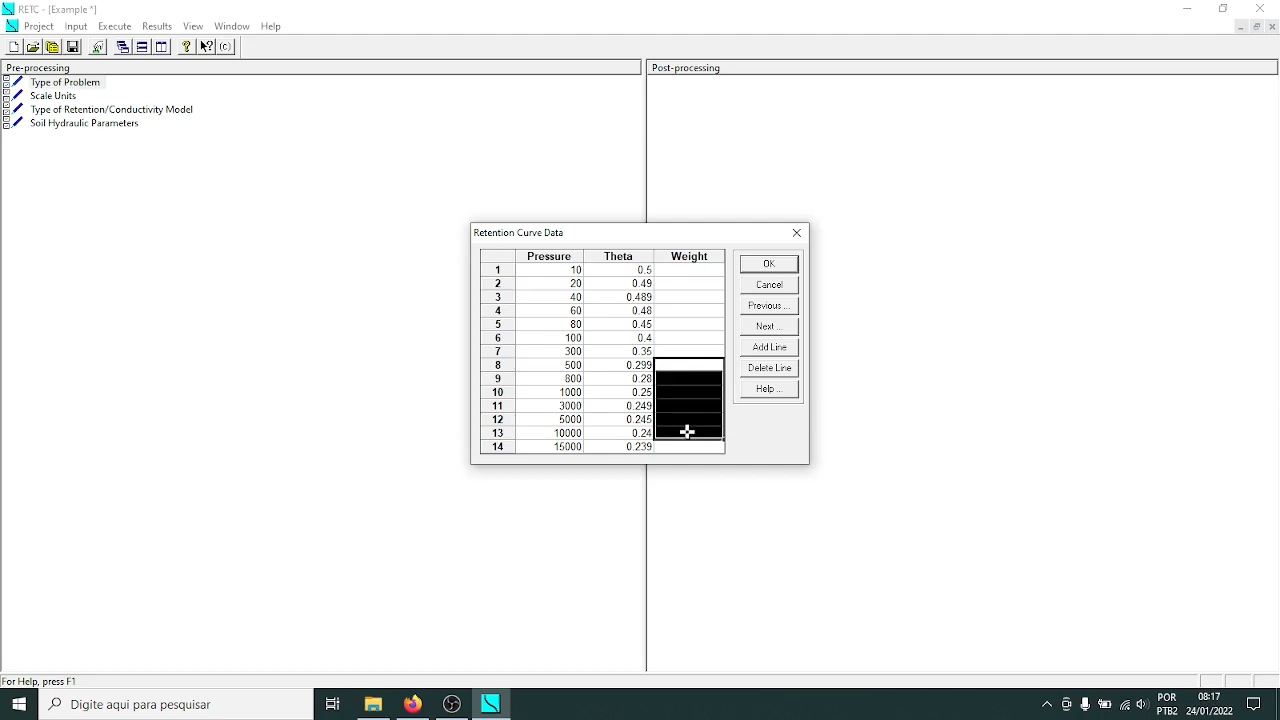 RETC - [Example *]
Project Input Execute Results View Window Help
Pre-processing
Post-processing
Type of Problem
Scale Units
Type of Retention/Conductivity Model
Soil Hydraulic Parameters
Retention Curve Data
Pressure Theta Weight
1 10 0.5
2 20 0.49
3 40 0.489
4 60 0.48
5 80 0.45
6 100 0.4
7 300 0.35
8 500 0.299
9 800 0.28
10 1000 0.25
11 3000 0.249
12 5000 0.245
13 10000 0.24
14 15000 0.239
OK
Cancel
Previous ...
Next ...
Add Line
Delete Line
Help ...
For Help, press F1
Digite aqui para pesquisar
POR
PTB2
08:17
24/01/2022